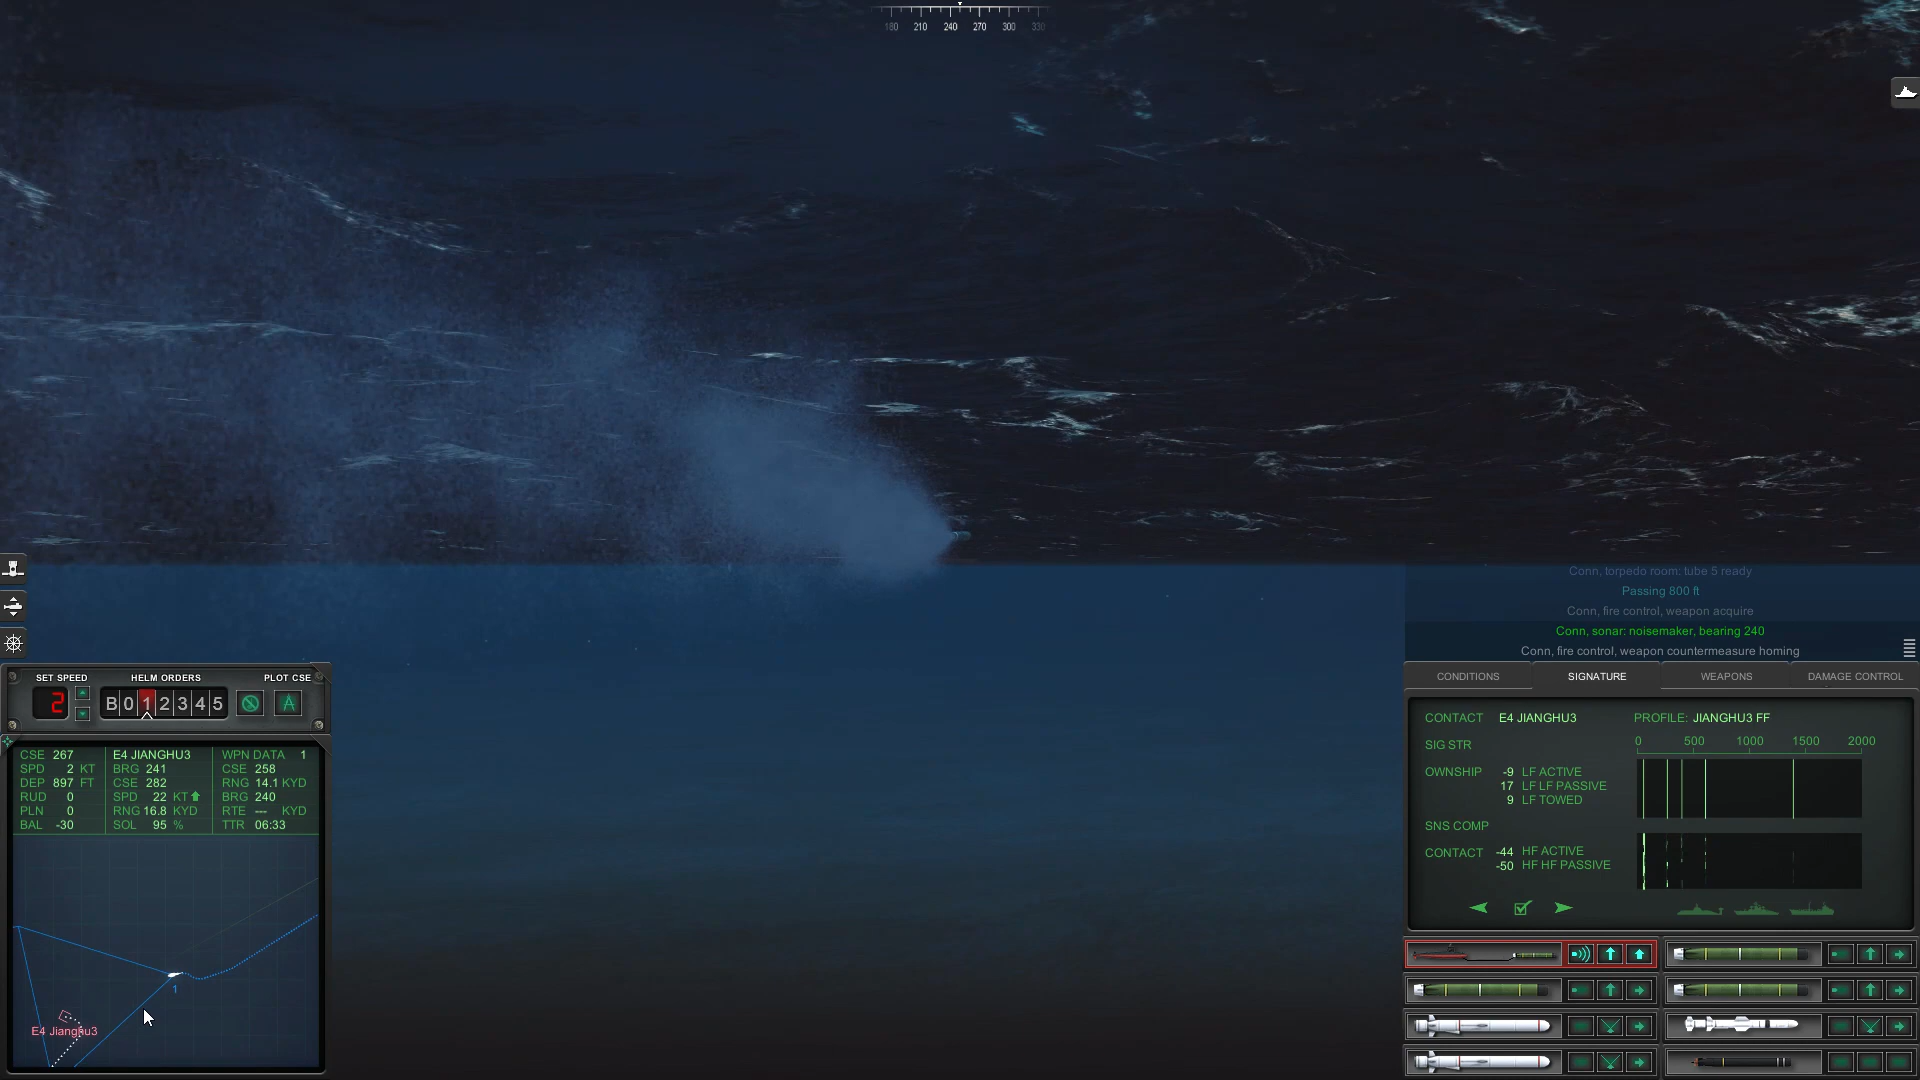 180 210 240 270 300 330
Conn, torpedo room: tube 5 ready
Passing 800 ft
Conn, fire control, weapon acquire
Conn, sonar: noisemaker, bearing 240
Conn, fire control, weapon countermeasure homing
SET SPEED HELM ORDERS PLOT CSE
2 B 0 1 2 3 4 5
CSE 267 E4 JIANGHU3 WPN DATA 1
SPD 2 KT BRG 241 CSE 258
DEP 897 FT CSE 282 RNG 14.1 KYD
RUD 0 SPD 22 KT BRG 240
PLN 0 RNG 16.8 KYD RTE --- KYD
BAL -30 SOL 95 % TTR 06:33
1
E4 Jianghu3
CONDITIONS SIGNATURE WEAPONS DAMAGE CONTROL
CONTACT E4 JIANGHU3 PROFILE: JIANGHU3 FF
SIG STR 0 500 1000 1500 2000
OWNSHIP -9 LF ACTIVE
17 LF LF PASSIVE
9 LF TOWED
SNS COMP
CONTACT -44 HF ACTIVE
-50 HF HF PASSIVE